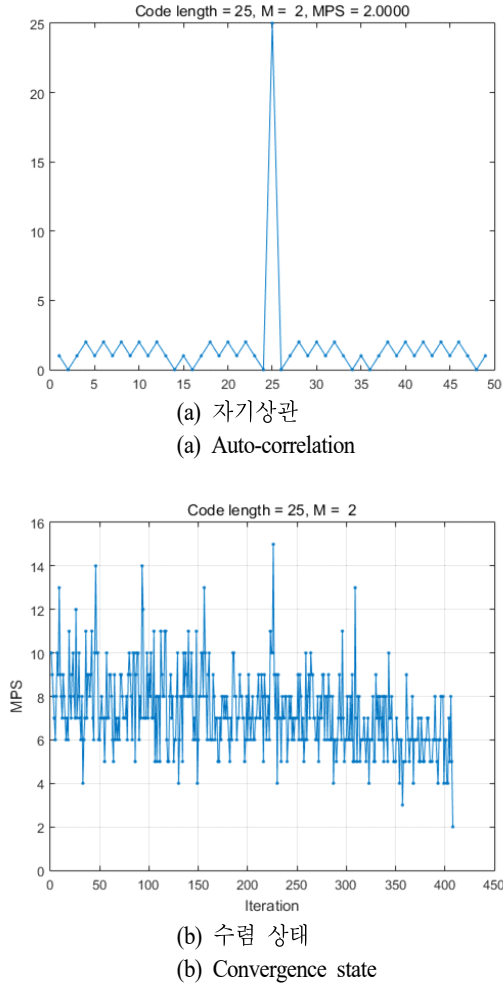 Code length = 25, M = 2, MPS = 2.0000
25
20
15
10
5
0
0 5 10 15 20 25 30 35 40 45 50
(a) 자기상관
(a) Auto-correlation
Code length = 25, M = 2
16
14
12
10
8
6
4
2
0
MPS
0 50 100 150 200 250 300 350 400 450
Iteration
(b) 수렴 상태
(b) Convergence state